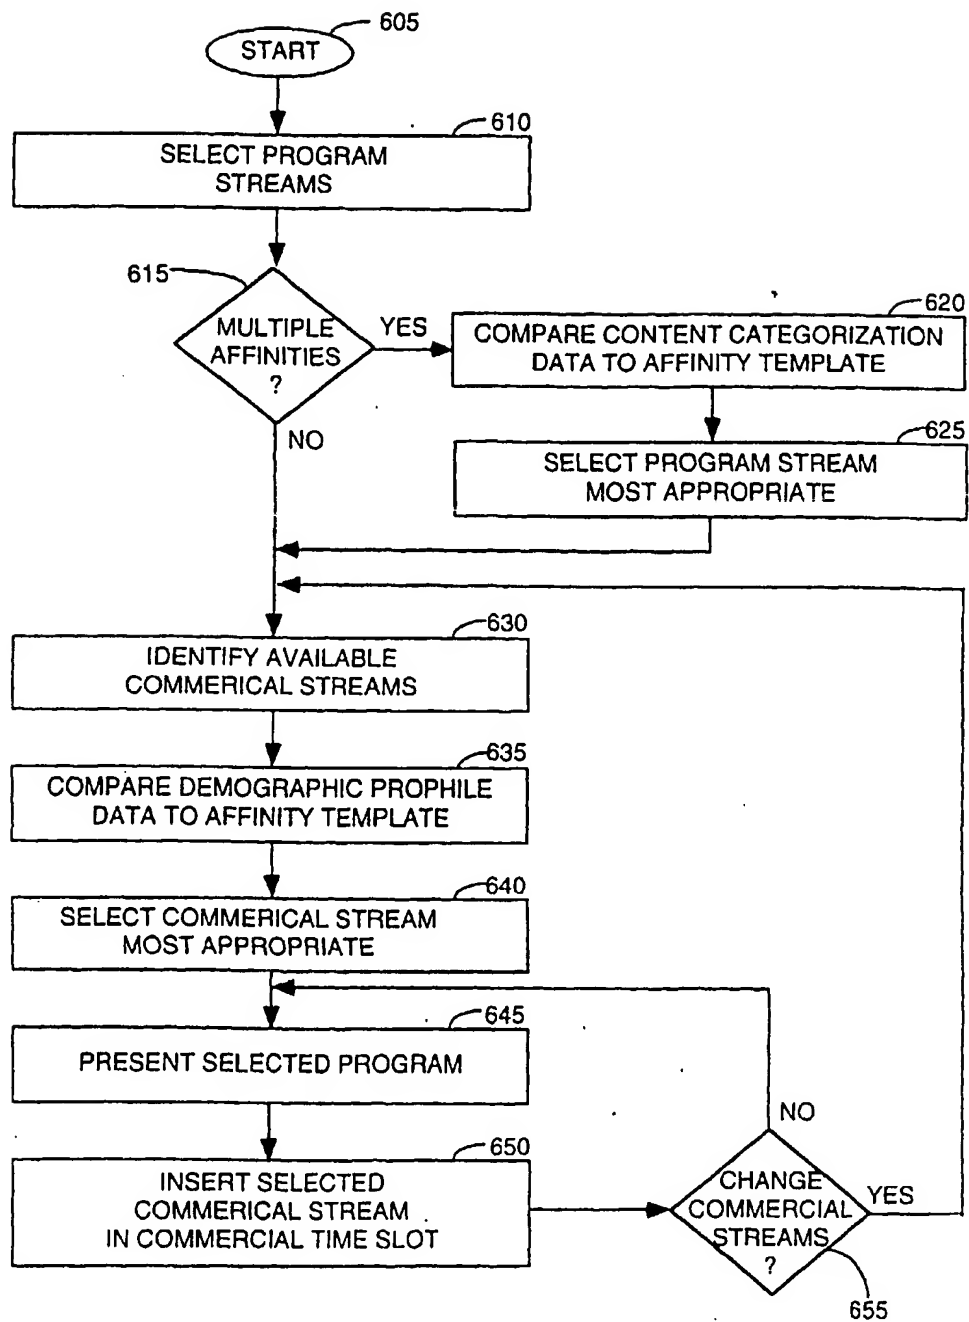 605
START
610
SELECT PROGRAM
STREAMS
615
MULTIPLE
AFFINITIES
?
YES
NO
620
COMPARE CONTENT CATEGORIZATION
DATA TO AFFINITY TEMPLATE
625
SELECT PROGRAM STREAM
MOST APPROPRIATE
630
IDENTIFY AVAILABLE
COMMERICAL STREAMS
635
COMPARE DEMOGRAPHIC PROPHILE
DATA TO AFFINITY TEMPLATE
640
SELECT COMMERICAL STREAM
MOST APPROPRIATE
645
PRESENT SELECTED PROGRAM
650
INSERT SELECTED
COMMERICAL STREAM
IN COMMERCIAL TIME SLOT
NO
CHANGE
COMMERCIAL
STREAMS
?
YES
655